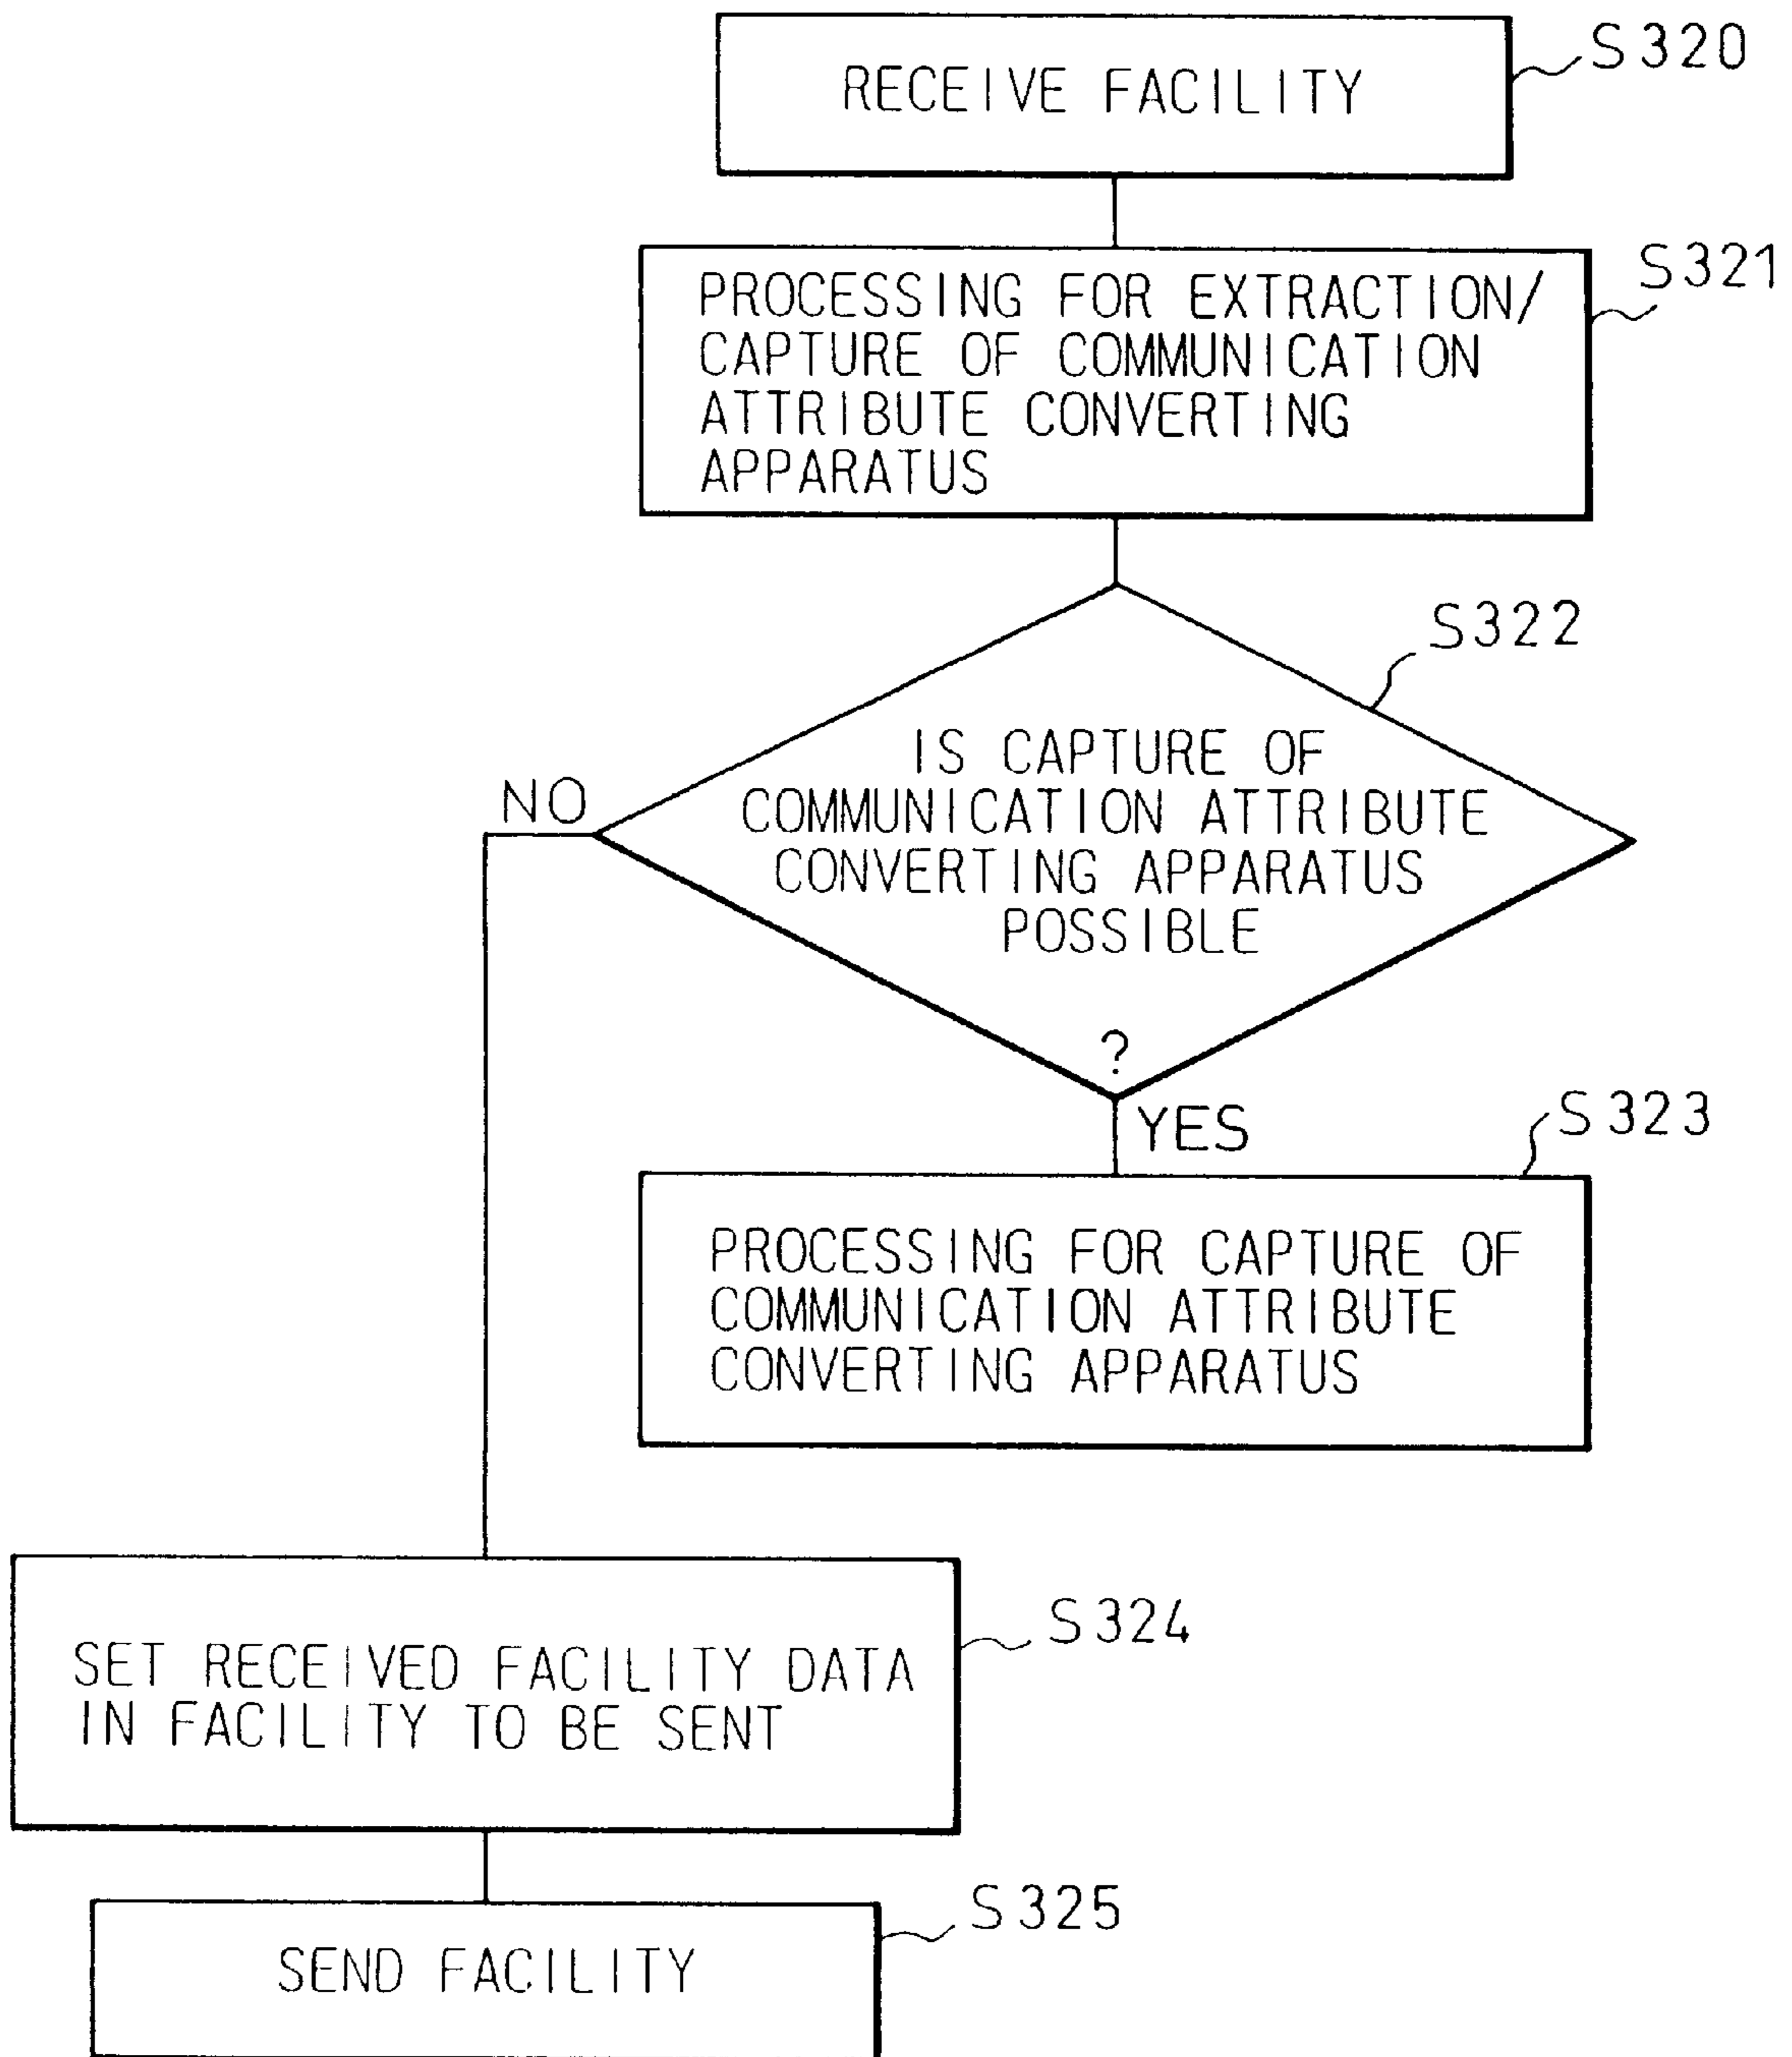 RECEIVE FACILITY
S320
PROCESSING FOR EXTRACTION/
CAPTURE OF COMMUNICATION
ATTRIBUTE CONVERTING
APPARATUS
S321
S322
IS CAPTURE OF
COMMUNICATION ATTRIBUTE
CONVERTING APPARATUS
POSSIBLE
?
NO
YES
S323
PROCESSING FOR CAPTURE OF
COMMUNICATION ATTRIBUTE
CONVERTING APPARATUS
S324
SET RECEIVED FACILITY DATA
IN FACILITY TO BE SENT
S325
SEND FACILITY